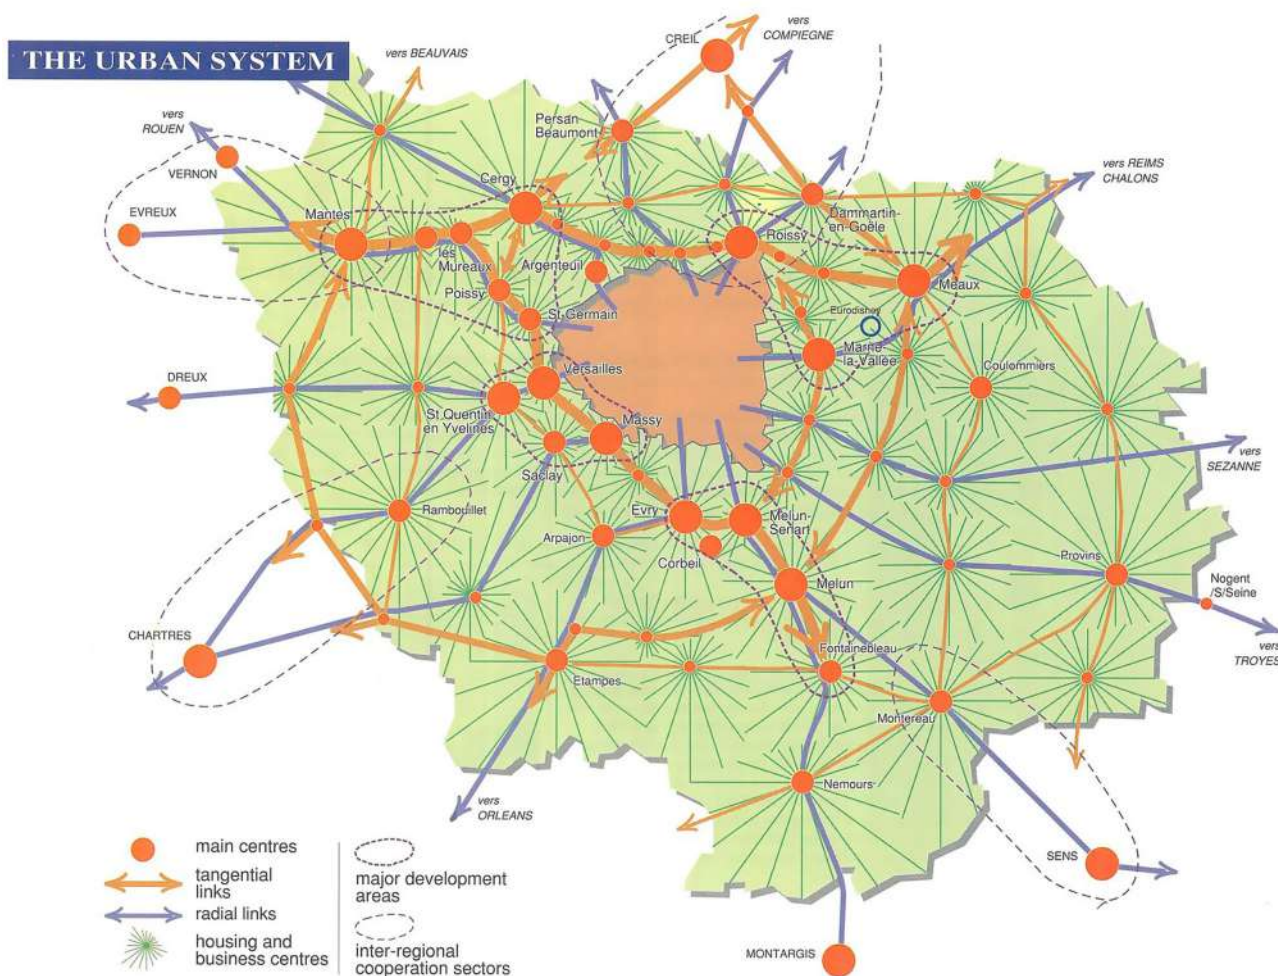 THE URBAN SYSTEM
vers BEAUVAIS
CREIL
vers
COMPIEGNE
vers
ROUEN
VERNON
EVREUX
Persan
Beaumont
Cergy
Mantes
les
Mureaux
Poissy
Argenteuil
St Germain
Roissy
Dammartin-
en-Goële
vers REIMS
CHALONS
Meaux
Eurodisney
Marne-
la-Vallée
Coulommiers
DREUX
Versailles
St Quentin
en Yvelines
Massy
Saclay
vers
SEZANNE
Rambouillet
Arpajon
Evry
Corbeil
Melun-
Sénart
Melun
Provins
Nogent
/S/Seine
vers
TROYES
CHARTRES
Etampes
Fontainebleau
Montereau
Nemours
vers
ORLEANS
SENS
MONTARGIS
main centres
tangential
links
radial links
housing and
business centres
major development
areas
inter-regional
cooperation sectors